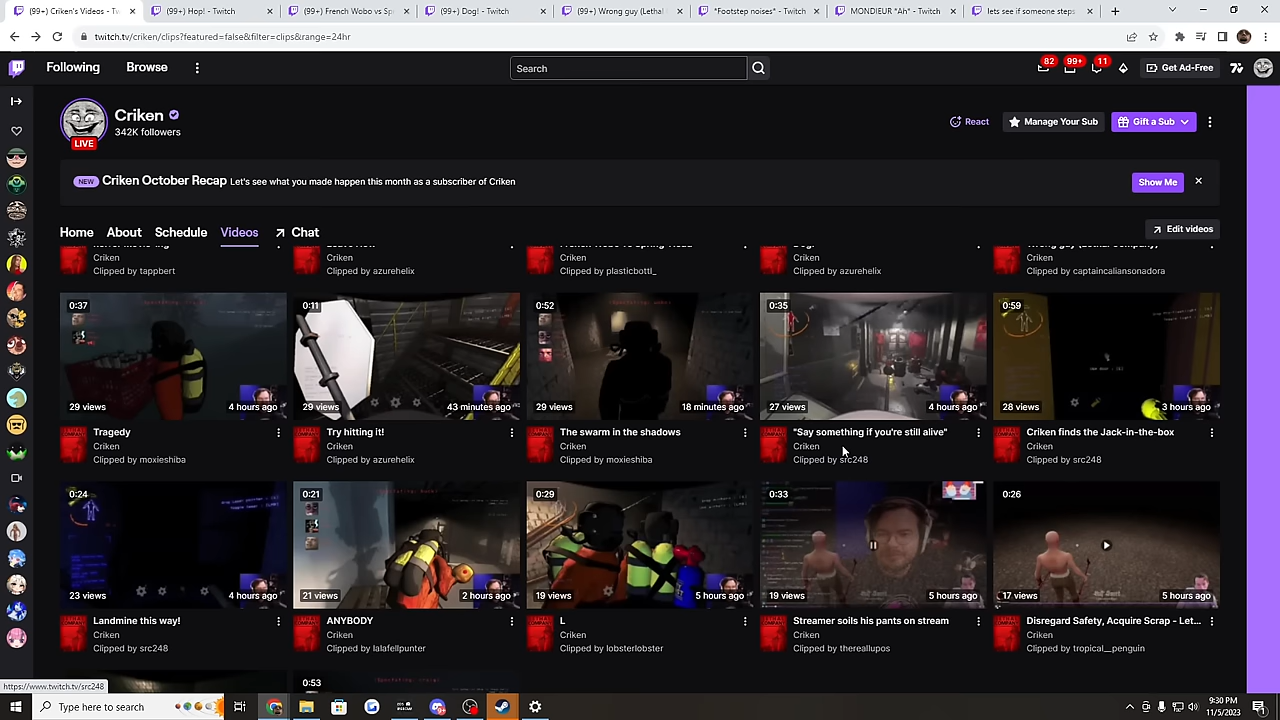 (99+) Criken's Videos - Twitch
(99+) Hop! - Twitch
(99+) French Wobo vs Sp
(99+) Dog! - Twitch
(99+) Wrong guy (Lethal
*Footstep noises* - Twitch
MOND!EUR *Ah* - Twitch
lets see if someone steps
twitch.tv/criken/clips?featured=false&filter=clips&range=24hr
Following
Browse
Search
82
99+
11
Get Ad-Free
Criken
342K followers
LIVE
React
Manage Your Sub
Gift a Sub
NEW Criken October Recap Let's see what you made happen this month as a subscriber of Criken
Show Me
Home About Schedule Videos Chat
Edit videos
Criken
Clipped by tappbert
Criken
Clipped by azurehelix
Criken
Clipped by plasticbottl_
Criken
Clipped by azurehelix
Criken
Clipped by captaincaliansonadora
0:37
29 views
4 hours ago
Tragedy
Criken
Clipped by moxieshiba
0:11
29 views
43 minutes ago
Try hitting it!
Criken
Clipped by azurehelix
0:52
29 views
18 minutes ago
The swarm in the shadows
Criken
Clipped by moxieshiba
0:35
27 views
4 hours ago
"Say something if you're still alive"
Criken
Clipped by src248
0:59
28 views
3 hours ago
Criken finds the Jack-in-the-box
Criken
Clipped by src248
0:24
23 views
4 hours ago
Landmine this way!
Criken
Clipped by src248
0:21
21 views
2 hours ago
ANYBODY
Criken
Clipped by lalafellpunter
0:29
19 views
5 hours ago
L
Criken
Clipped by lobsterlobster
0:33
19 views
5 hours ago
Streamer soils his pants on stream
Criken
Clipped by thereallupos
0:26
17 views
5 hours ago
Disregard Safety, Acquire Scrap - Let...
Criken
Clipped by tropical__penguin
0:53
https://www.twitch.tv/src248
Type here to search
9:30 PM
11/5/2023